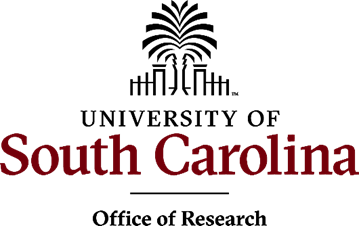 UNIVERSITY OF
South Carolina
Office of Research